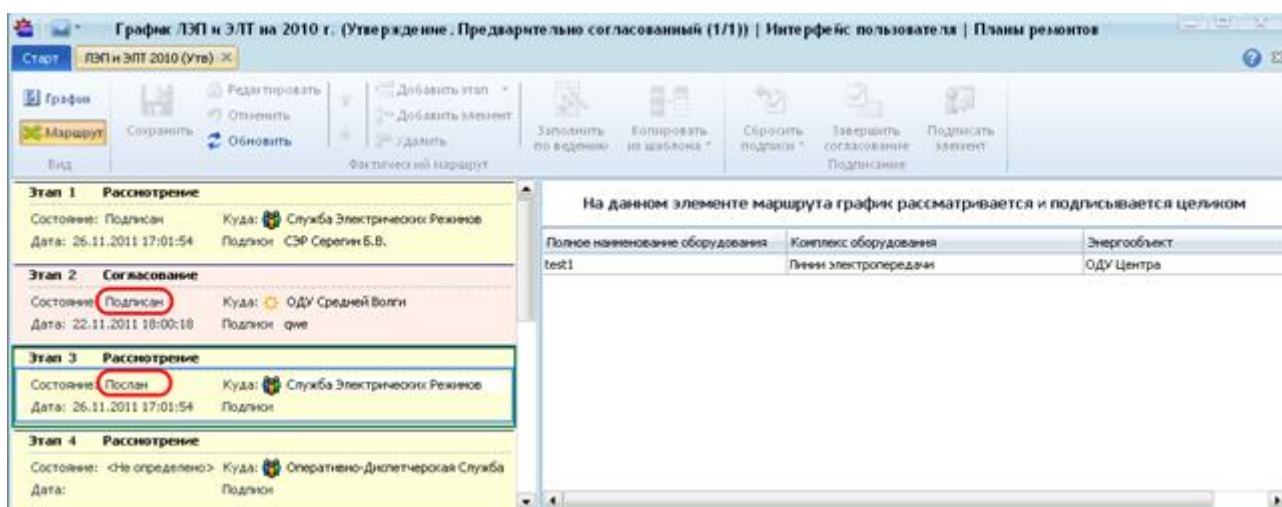 График ЛЭП и ЭЛТ на 2010 г. (Утверждение. Предварительно согласованный (1/1)) | Интерфейс пользователя | Планы ремонтов
Старт ЛЭП и ЭЛТ 2010 (Утв)
График
Маршрут
Вид
Сохранить
Редактировать
Отменить
Обновить
Добавить этап
Добавить элемент
Удалить
Фактический маршрут
Заполнить по ведению
Копировать из шаблона
Сбросить подписи
Завершить согласование
Подписать элемент
Подписание
Этап 1 Рассмотрение
Состояние: Подписан Куда: Служба Электрических Режимов
Дата: 26.11.2011 17:01:54 Подписи СЭР Серегин Б.В.
Этап 2 Согласование
Состояние: Подписан Куда: ОДУ Средней Волги
Дата: 22.11.2011 18:00:18 Подписи qwe
Этап 3 Рассмотрение
Состояние: Послан Куда: Служба Электрических Режимов
Дата: 26.11.2011 17:01:54 Подписи
Этап 4 Рассмотрение
Состояние: <Не определено> Куда: Оперативно-Диспетчерская Служба
Дата: Подписи
На данном элементе маршрута график рассматривается и подписывается целиком
Полное наименование оборудования Комплекс оборудования Энергообъект
test1 Линии электропередачи ОДУ Центра